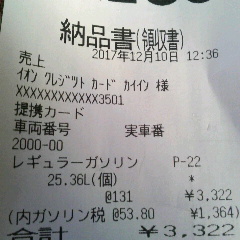 納品書(領収書)
2017年12月10日 12:36
売上
イオン クレジット カード カイイン 様
XXXXXXXXXXXX3501
提携カード
車両番号 実車番
2000-00
レギュラーガソリン P-22
25.36L(個) *
@131 ¥3,322
(内ガソリン税 @53.80 ¥1,364)
合計 ¥3,322